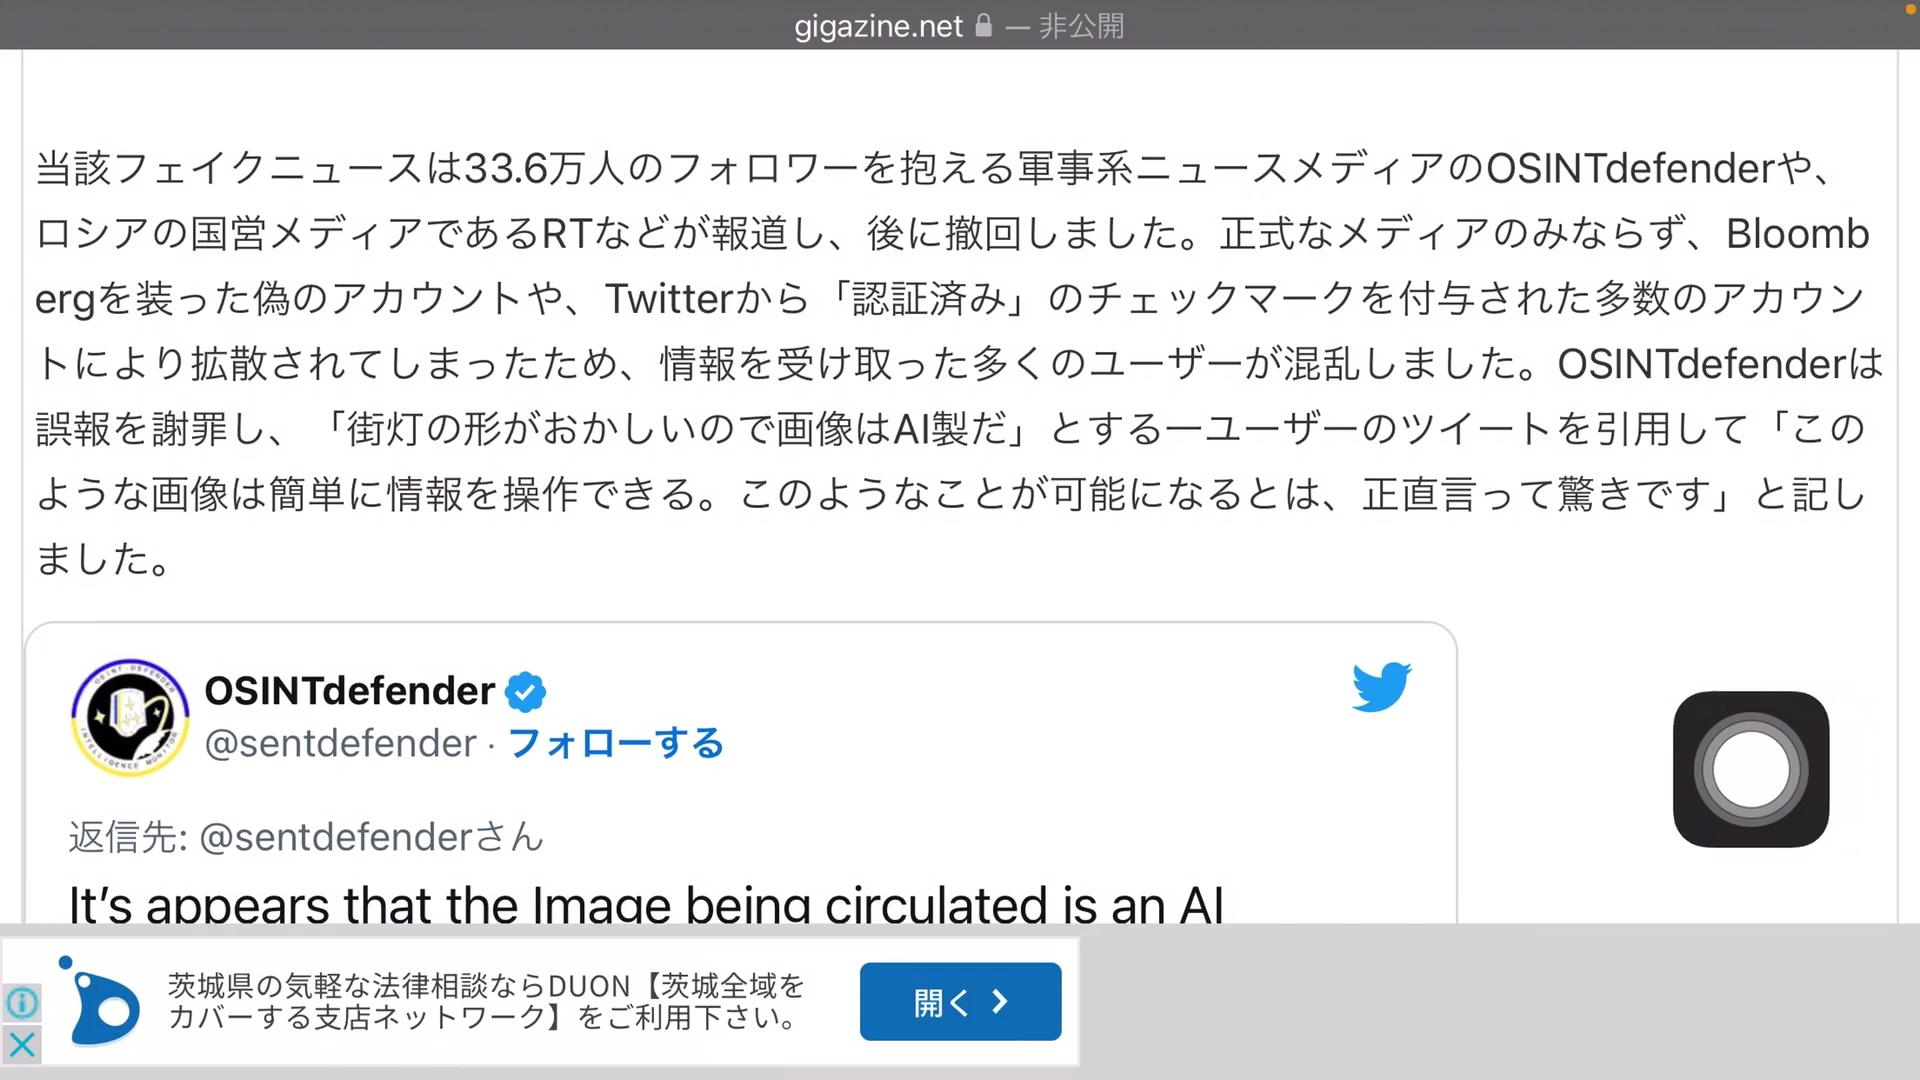 gigazine.net — 非公開
当該フェイクニュースは33.6万人のフォロワーを抱える軍事系ニュースメディアのOSINTdefenderや、
ロシアの国営メディアであるRTなどが報道し、後に撤回しました。正式なメディアのみならず、Bloomb
ergを装った偽のアカウントや、Twitterから「認証済み」のチェックマークを付与された多数のアカウン
トにより拡散されてしまったため、情報を受け取った多くのユーザーが混乱しました。OSINTdefenderは
誤報を謝罪し、「街灯の形がおかしいので画像はAI製だ」とする一ユーザーのツイートを引用して「この
ような画像は簡単に情報を操作できる。このようなことが可能になるとは、正直言って驚きです」と記し
ました。
OSINTdefender
@sentdefender · フォローする
返信先: @sentdefenderさん
It’s appears that the Image being circulated is an AI
茨城県の気軽な法律相談ならDUON【茨城全域を
カバーする支店ネットワーク】をご利用下さい。
開く